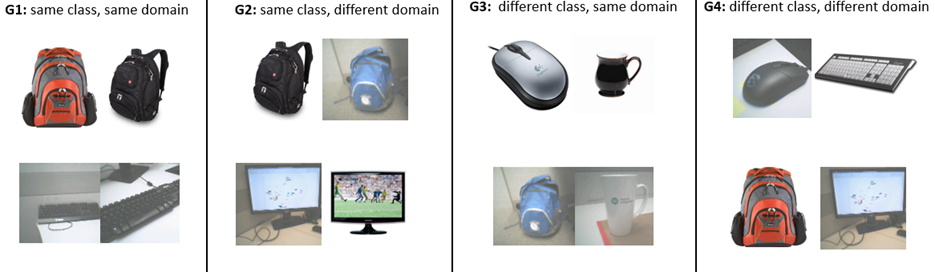 G1: same class, same domain
G2: same class, different domain
G3: different class, same domain
G4: different class, different domain